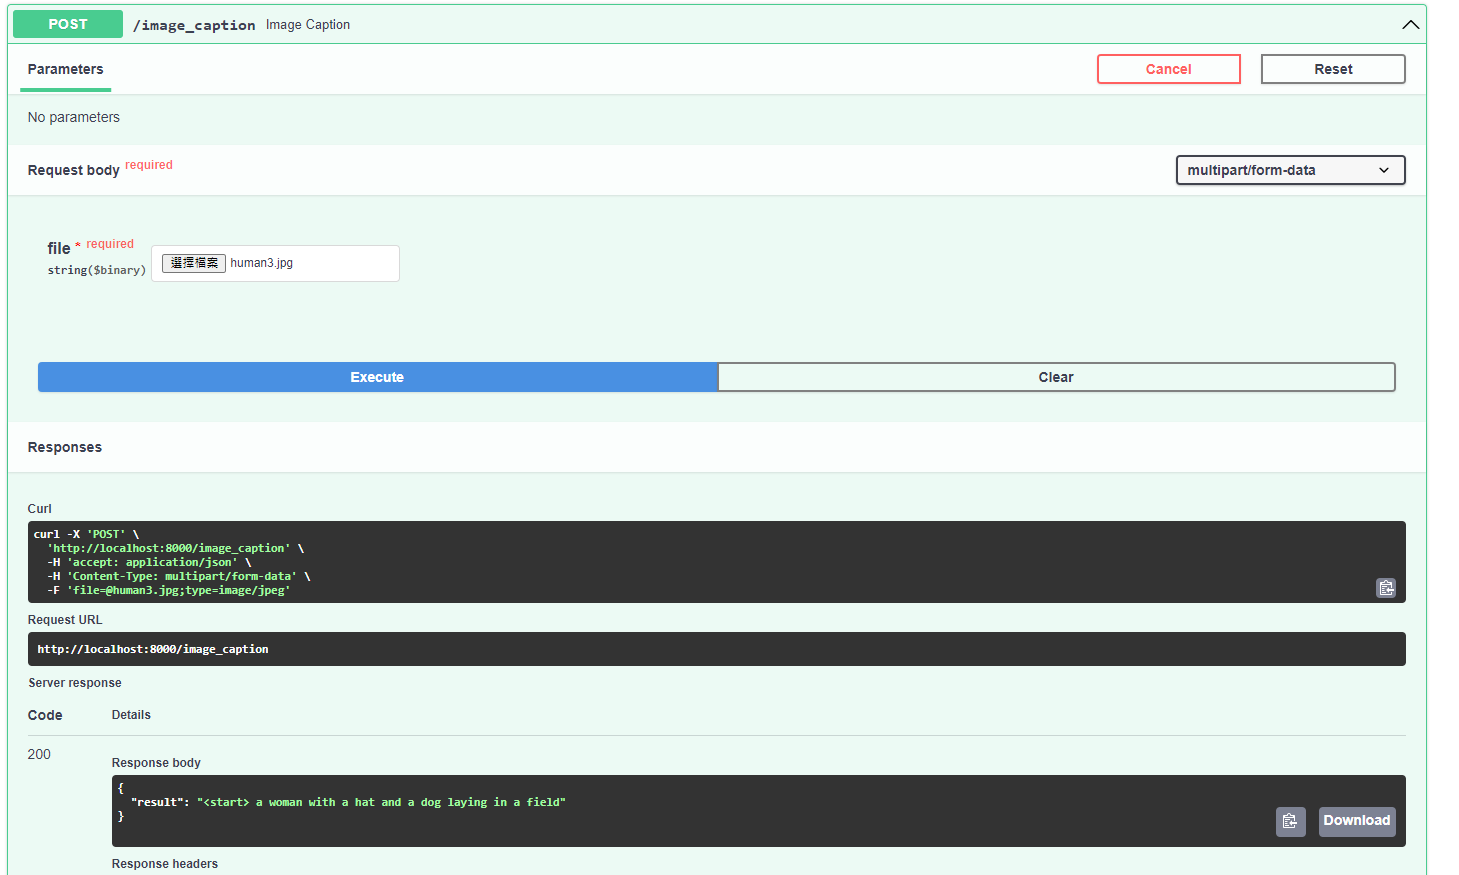 POST /image_caption Image Caption
Parameters Cancel Reset
No parameters
Request body required multipart/form-data
file * required
string($binary) 選擇檔案 human3.jpg
Execute Clear
Responses
Curl
curl -X 'POST' \
'http://localhost:8000/image_caption' \
-H 'accept: application/json' \
-H 'Content-Type: multipart/form-data' \
-F 'file=@human3.jpg;type=image/jpeg'
Request URL
http://localhost:8000/image_caption
Server response
Code Details
200
Response body
{
"result": "<start> a woman with a hat and a dog laying in a field"
}
Download
Response headers